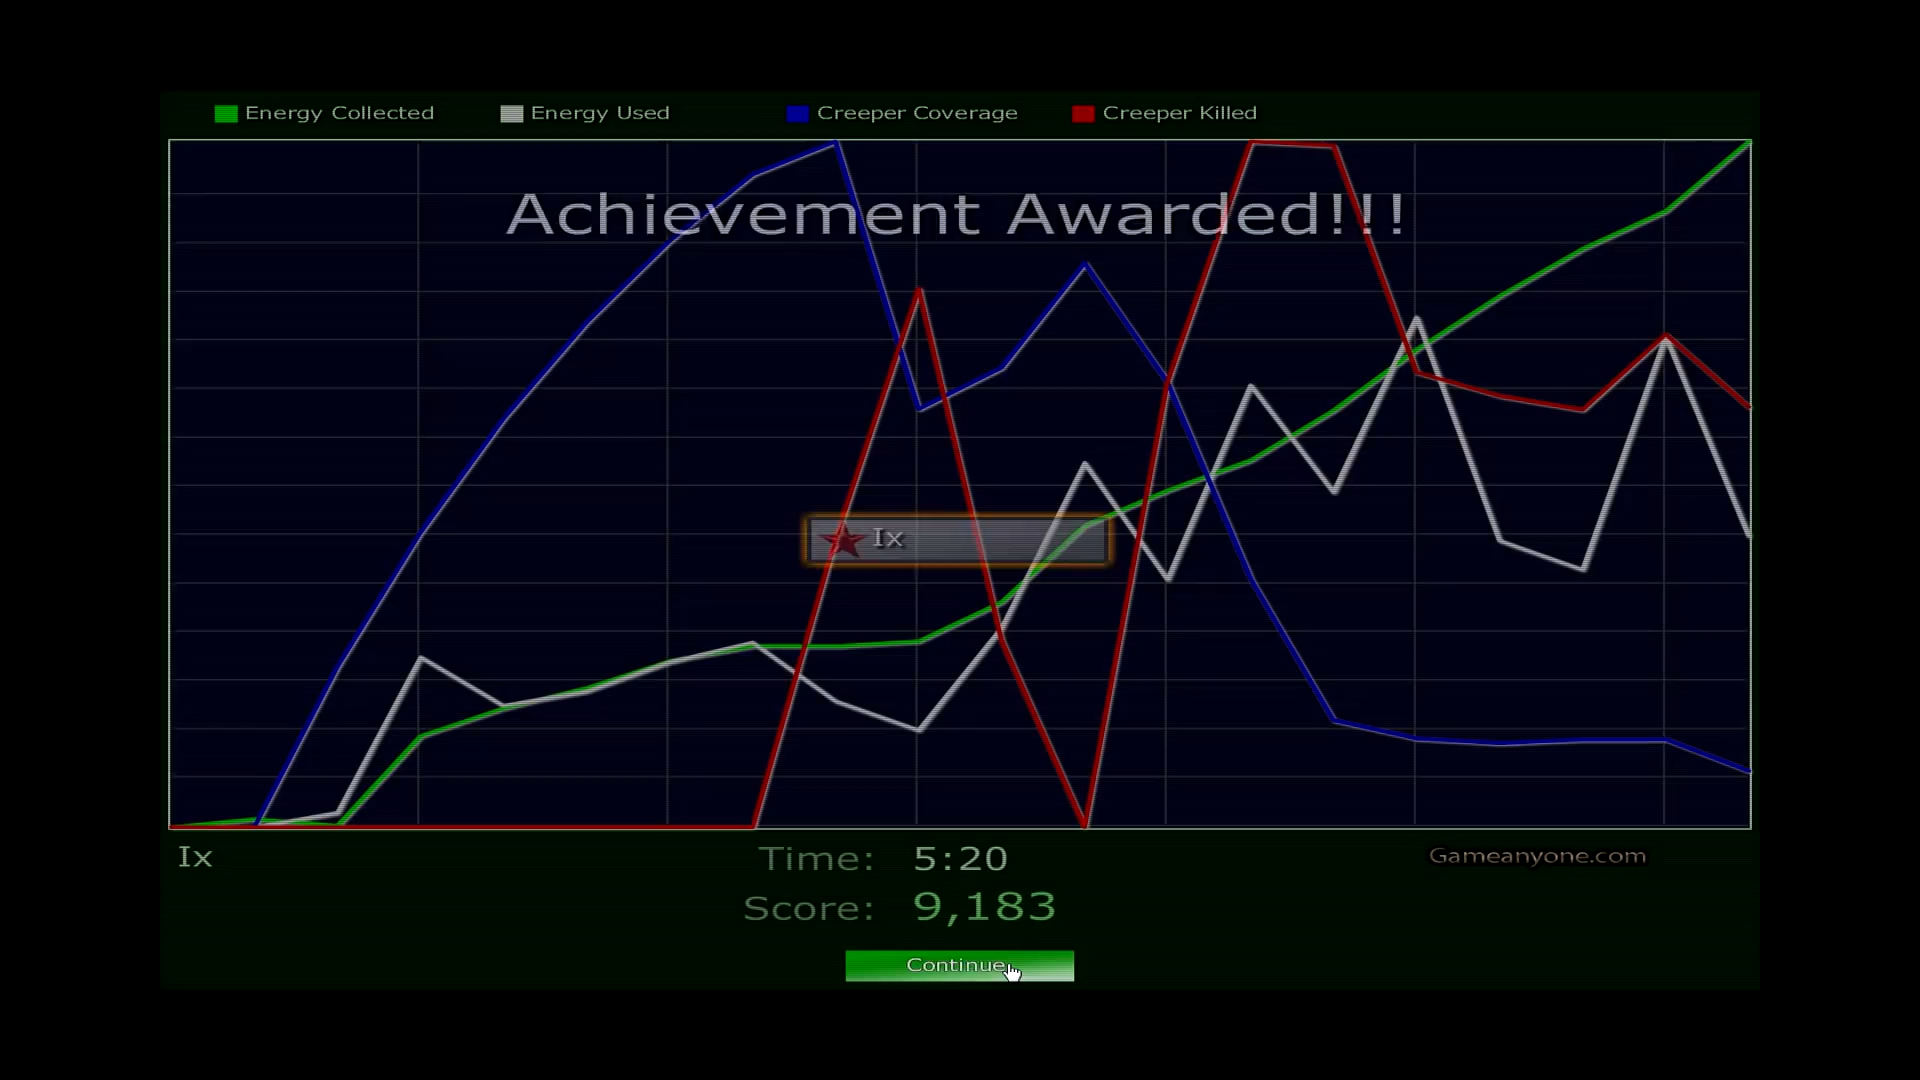 Energy Collected Energy Used Creeper Coverage Creeper Killed
Achievement Awarded!!!
Ix
Ix
Time: 5:20
Gameanyone.com
Score: 9,183
Continue